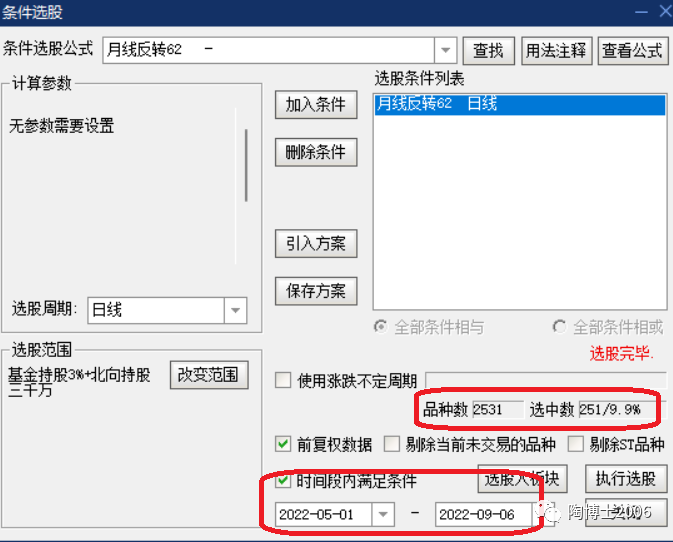 条件选股
条件选股公式 月线反转62 - 查找 用法注释 查看公式
计算参数
无参数需要设置
选股周期: 日线
选股范围
基金持股3%+北向持股
三千万
改变范围
加入条件
删除条件
引入方案
保存方案
选股条件列表
月线反转62 日线
全部条件相与 全部条件相或
选股完毕.
使用涨跌不定周期
品种数 2531 选中数 251/9.9%
前复权数据 剔除当前未交易的品种 剔除ST品种
时间段内满足条件 选股入板块 执行选股
2022-05-01 - 2022-09-06
陶博士2006